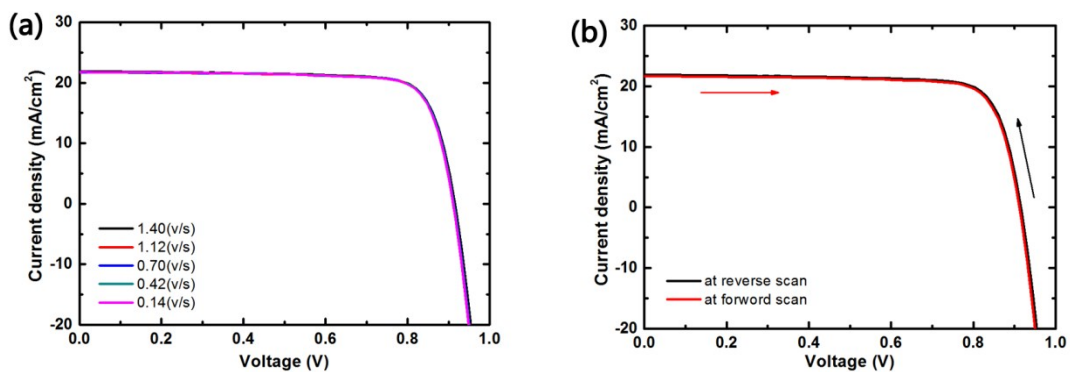 (a)
30
20
10
0
-10
-20
Current density (mA/cm²)
1.40(v/s)
1.12(v/s)
0.70(v/s)
0.42(v/s)
0.14(v/s)
0.0 0.2 0.4 0.6 0.8 1.0
Voltage (V)
(b)
30
20
10
0
-10
-20
Current density (mA/cm²)
at reverse scan
at forword scan
0.0 0.2 0.4 0.6 0.8 1.0
Voltage (V)